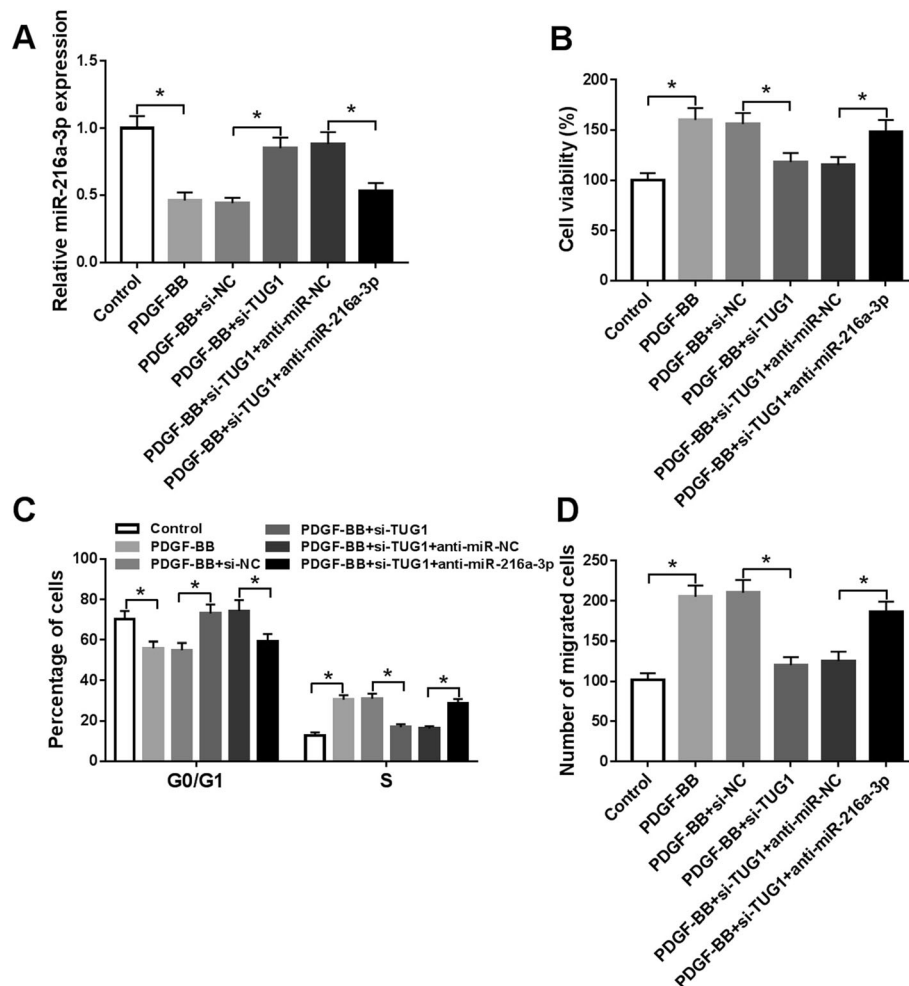 A
Relative miR-216a-3p expression
1.5
1.0
0.5
0.0
*
*
*
Control
PDGF-BB
PDGF-BB+si-NC
PDGF-BB+si-TUG1
PDGF-BB+si-TUG1+anti-miR-NC
PDGF-BB+si-TUG1+anti-miR-216a-3p
B
Cell viability (%)
200
150
100
50
0
*
*
*
Control
PDGF-BB
PDGF-BB+si-NC
PDGF-BB+si-TUG1
PDGF-BB+si-TUG1+anti-miR-NC
PDGF-BB+si-TUG1+anti-miR-216a-3p
C
Control
PDGF-BB
PDGF-BB+si-NC
PDGF-BB+si-TUG1
PDGF-BB+si-TUG1+anti-miR-NC
PDGF-BB+si-TUG1+anti-miR-216a-3p
Percentage of cells
100
80
60
40
20
0
*
*
*
*
*
*
G0/G1
S
D
Number of migrated cells
250
200
150
100
50
0
*
*
*
Control
PDGF-BB
PDGF-BB+si-NC
PDGF-BB+si-TUG1
PDGF-BB+si-TUG1+anti-miR-NC
PDGF-BB+si-TUG1+anti-miR-216a-3p